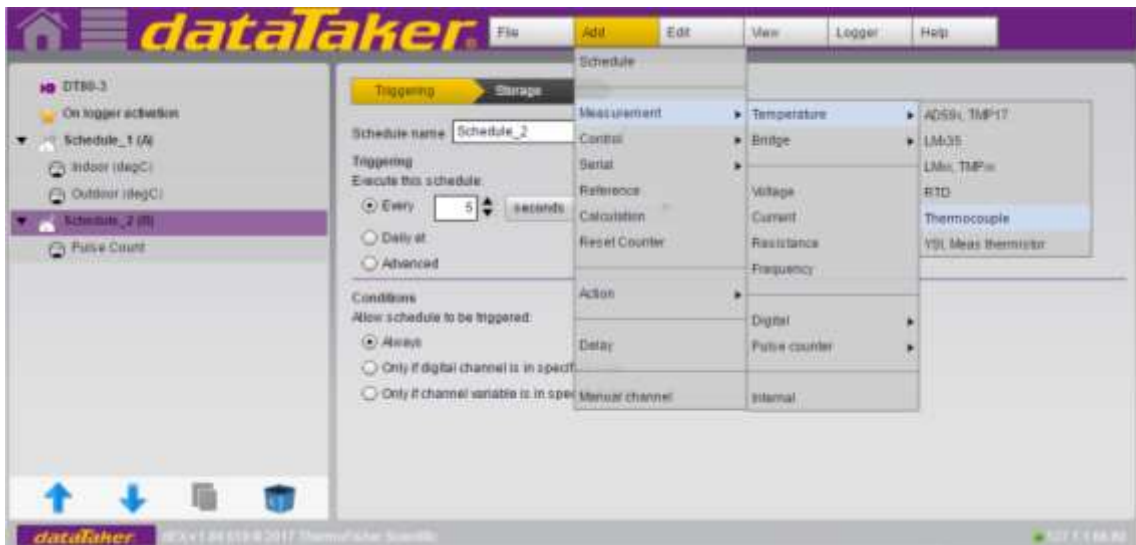 dataTaker
File Add Edit View Logger Help
DT80-3
On logger activation
Schedule_1 (A)
Indoor (degC)
Outdoor (degC)
Schedule_2 (B)
Pulse Count
Triggering Storage
Schedule name Schedule_2
Triggering
Execute this schedule:
Every 5 seconds
Daily at
Advanced
Conditions
Allow schedule to be triggered:
Always
Only if digital channel is in specif
Only if channel variable is in spec
Schedule
Measurement
Control
Serial
Reference
Calculation
Reset Counter
Action
Delay
Manual channel
Temperature
Bridge
Voltage
Current
Resistance
Frequency
Digital
Pulse counter
Internal
AD59x, TMP17
LMx35
LMxx, TMPxx
RTD
Thermocouple
YSI, Meas thermistor
dataTaker